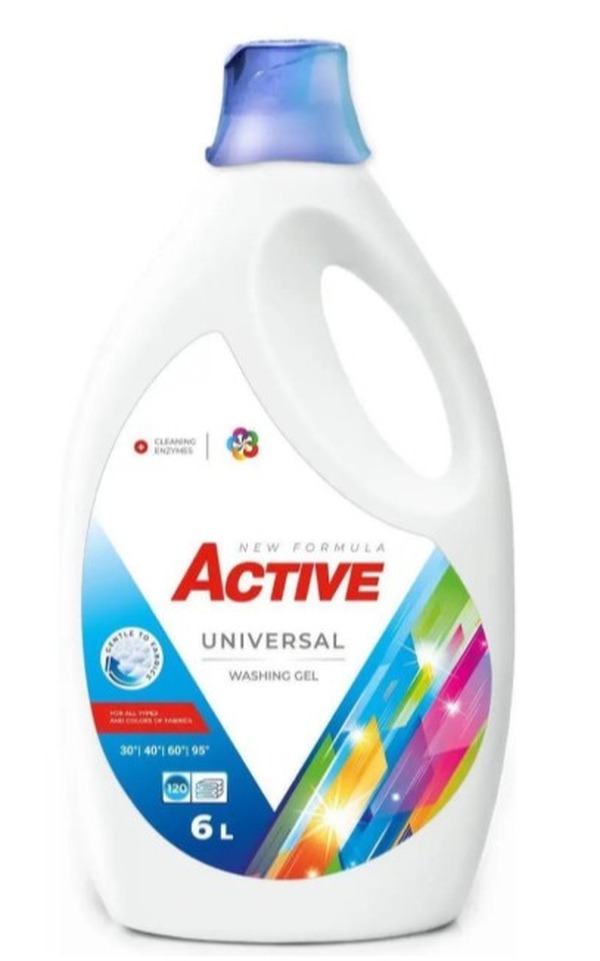 CLEANING
ENZYMES
NEW FORMULA
ACTIVE
UNIVERSAL
WASHING GEL
GENTLE TO FABRICS
FOR ALL TYPES
AND COLORS OF FABRICS
30°| 40°| 60°| 95°
120
6 L